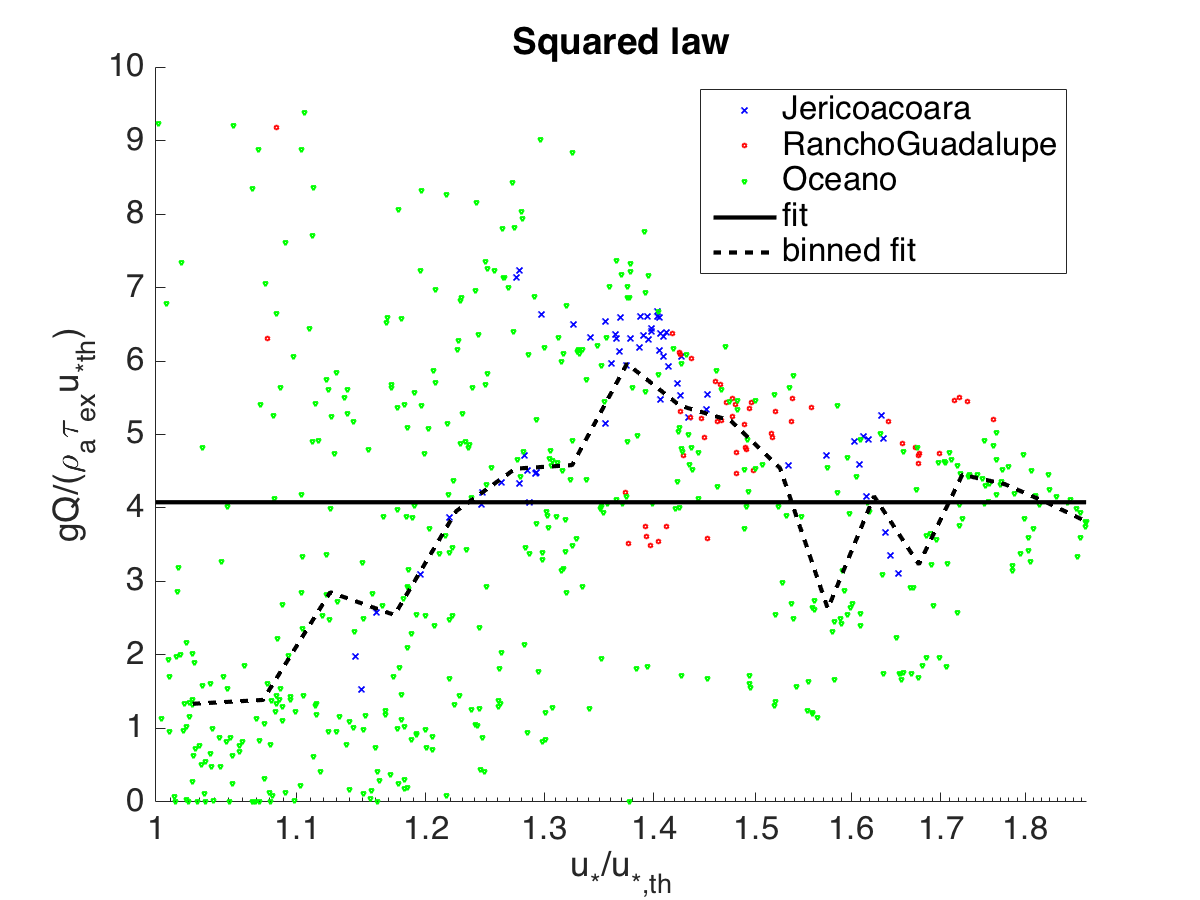 Squared law
gQ/(ρₐτₑₓu*th)
10
9
8
7
6
5
4
3
2
1
0
Jericoacoara
RanchoGuadalupe
Oceano
fit
binned fit
1 1.1 1.2 1.3 1.4 1.5 1.6 1.7 1.8
u*/u*,th